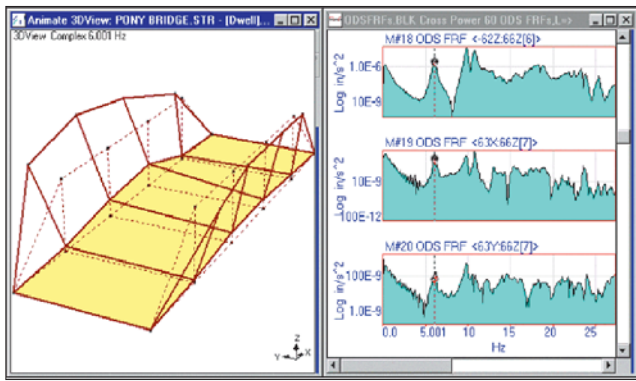 Animate 3DView: PONY BRIDGE.STR - [Dwell]...
3DView Complex 6.001 Hz
Z
Y
X
ODSFRFs.BLK Cross Power 60 ODS FRFs,L=>
M#18 ODS FRF <-62Z:66Z[6]>
Log in/s^2
1.0E-6
10E-9
M#19 ODS FRF <63X:66Z[7]>
Log in/s^2
10E-9
100E-12
M#20 ODS FRF <63Y:66Z[7]>
Log in/s^2
100E-9
1.0E-9
0.0 5.001 10 15 20 25
Hz